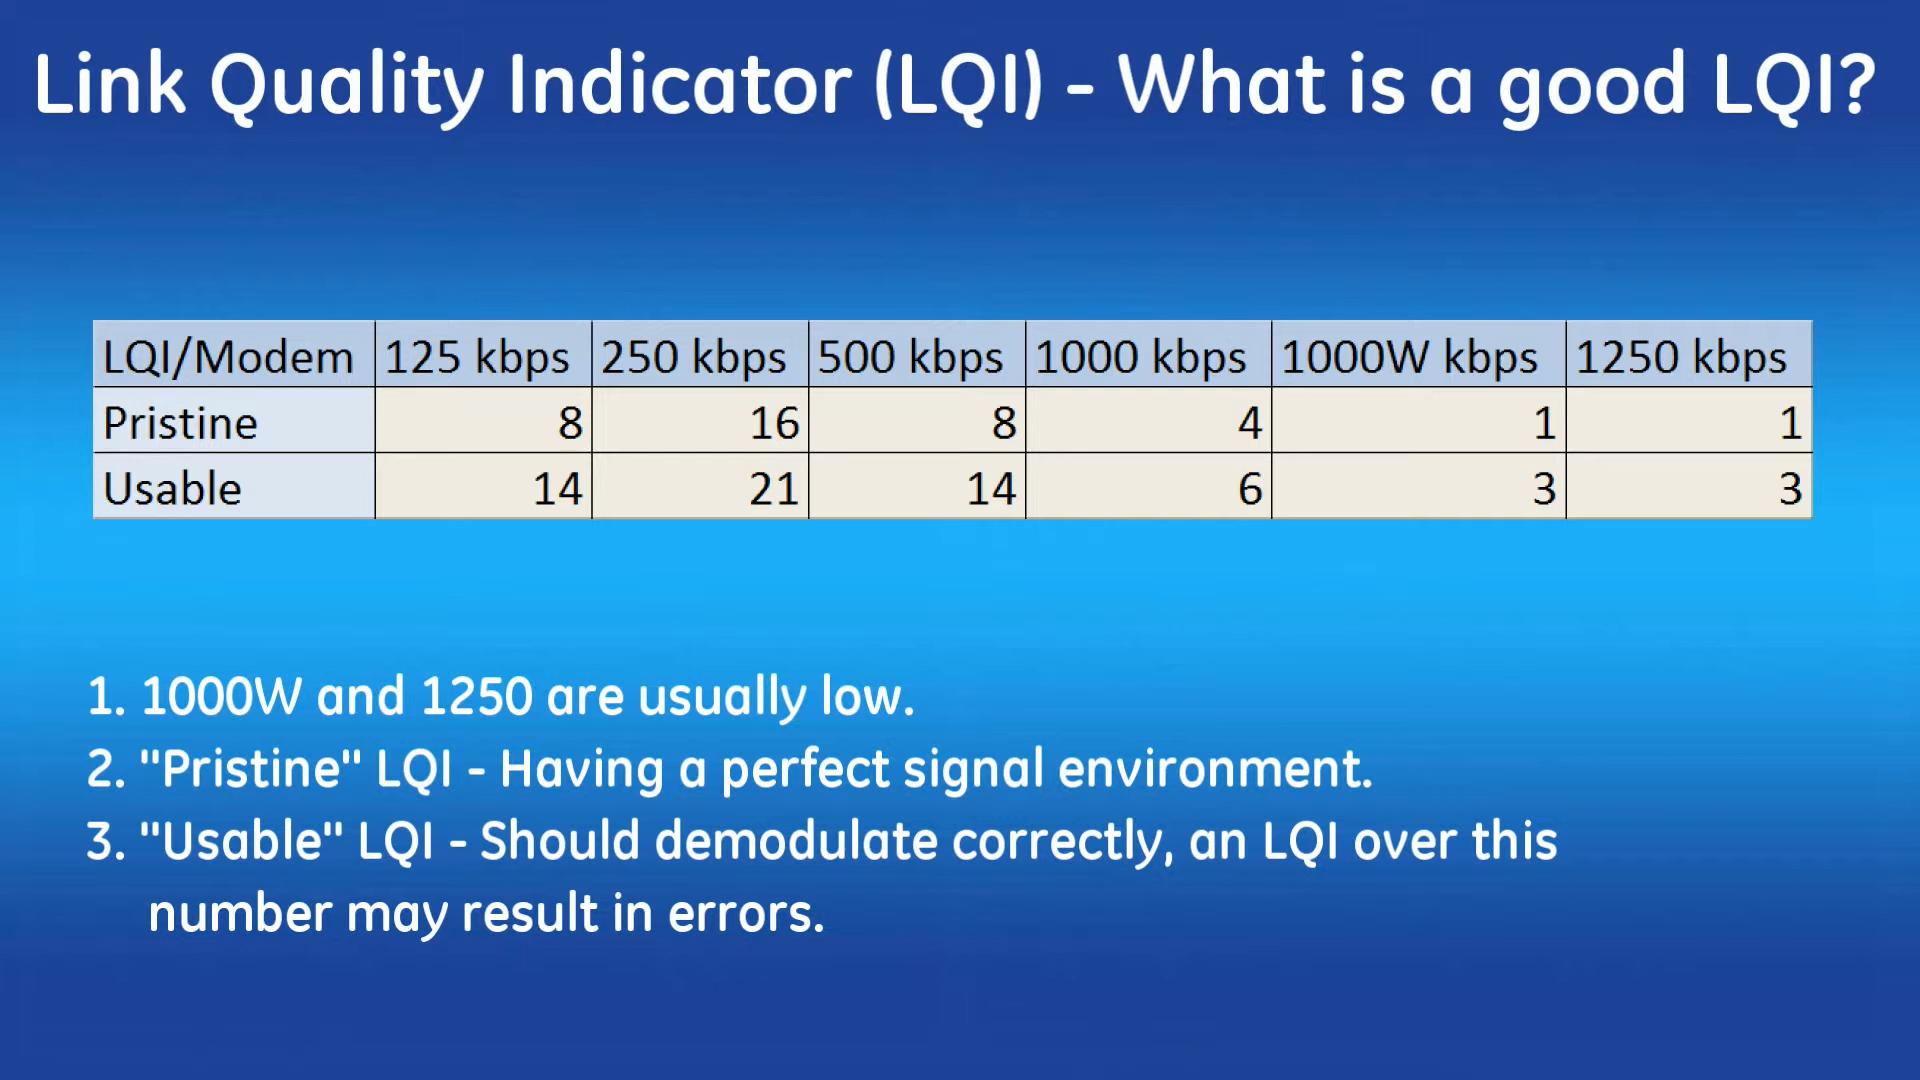 Link Quality Indicator (LQI) - What is a good LQI?
LQI/Modem 125 kbps 250 kbps 500 kbps 1000 kbps 1000W kbps 1250 kbps
Pristine 8 16 8 4 1 1
Usable 14 21 14 6 3 3
1. 1000W and 1250 are usually low.
2. "Pristine" LQI - Having a perfect signal environment.
3. "Usable" LQI - Should demodulate correctly, an LQI over this
number may result in errors.